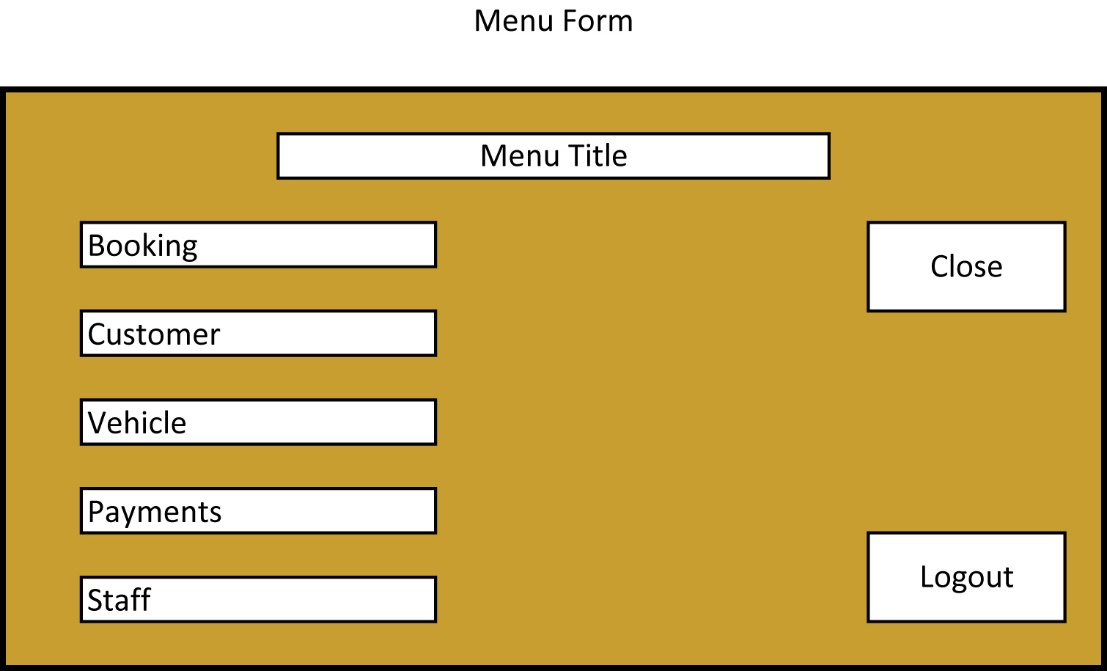 Menu Form
Menu Title
Booking
Close
Customer
Vehicle
Payments
Logout
Staff